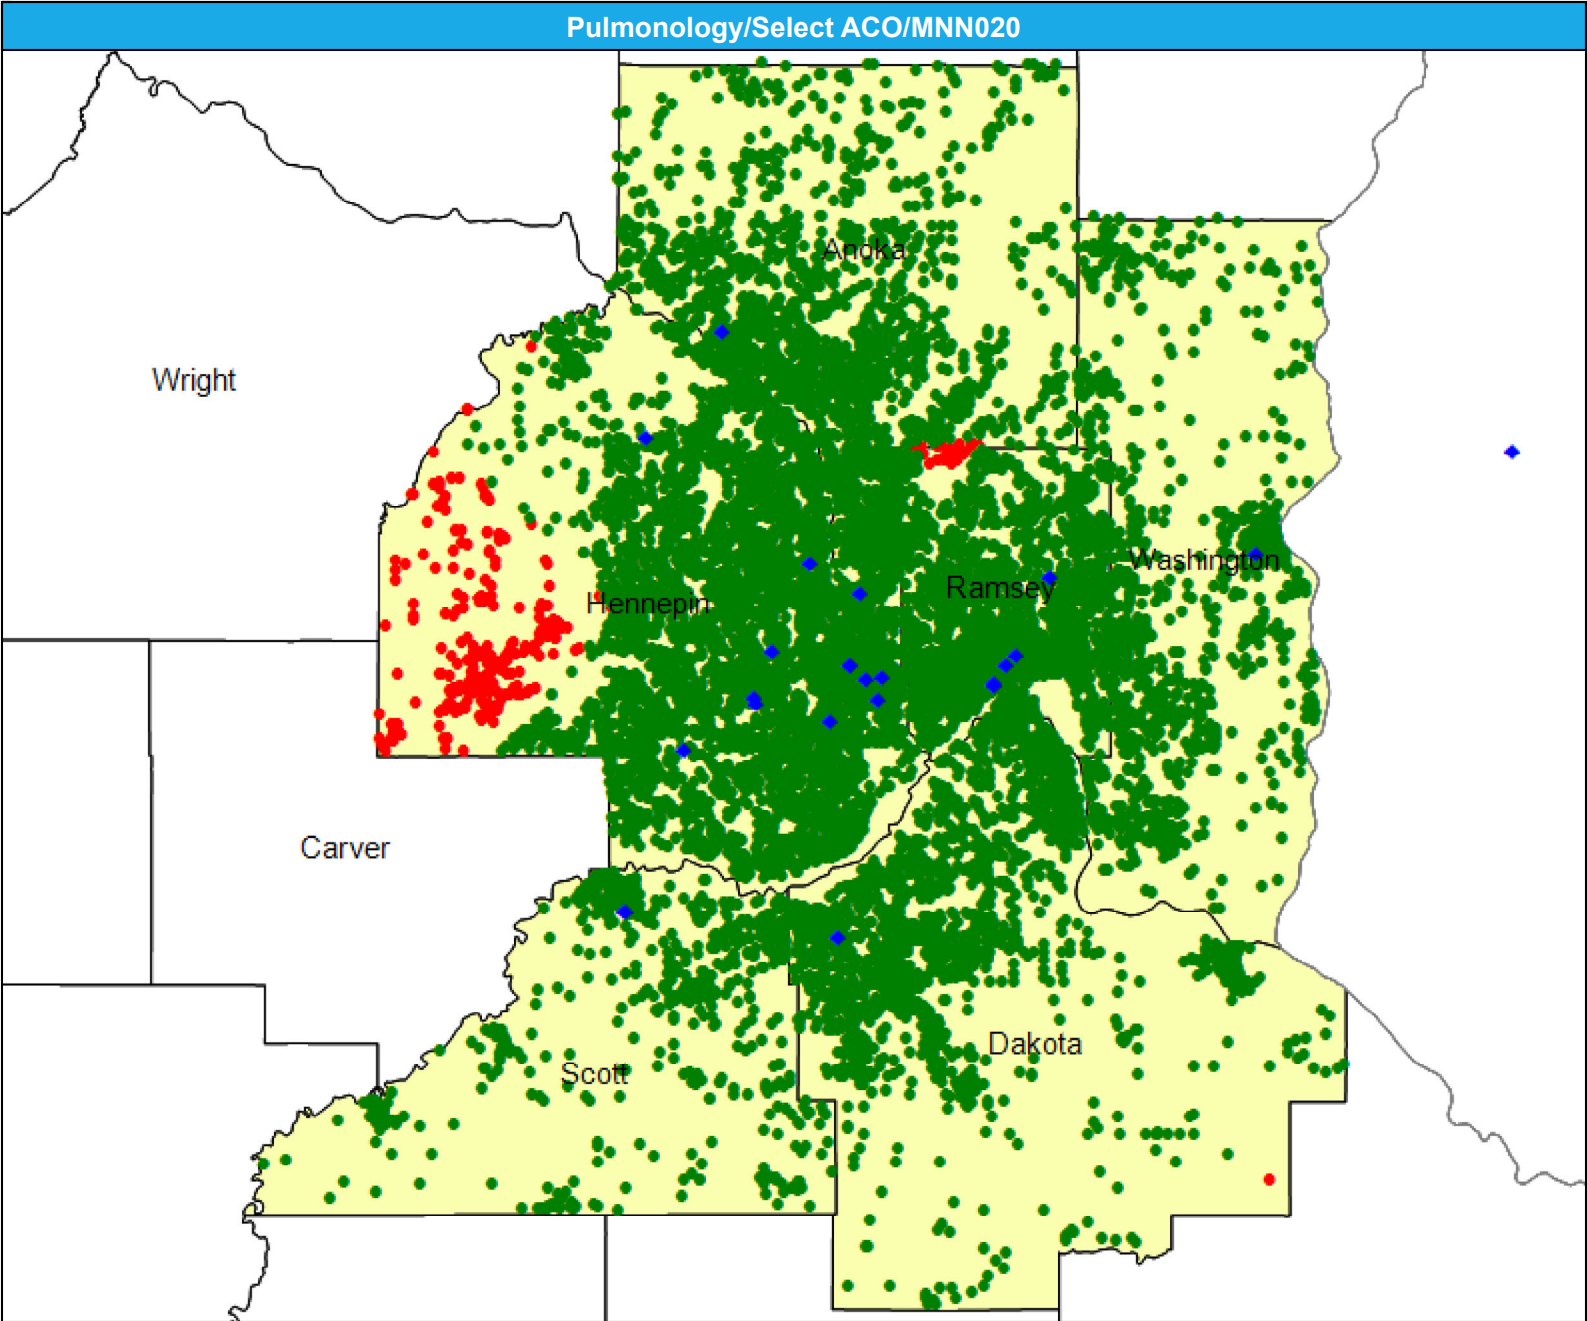 Pulmonology/Select ACO/MNN020
Anoka
Wright
Washington
Ramsey
Hennepin
Carver
Dakota
Scott